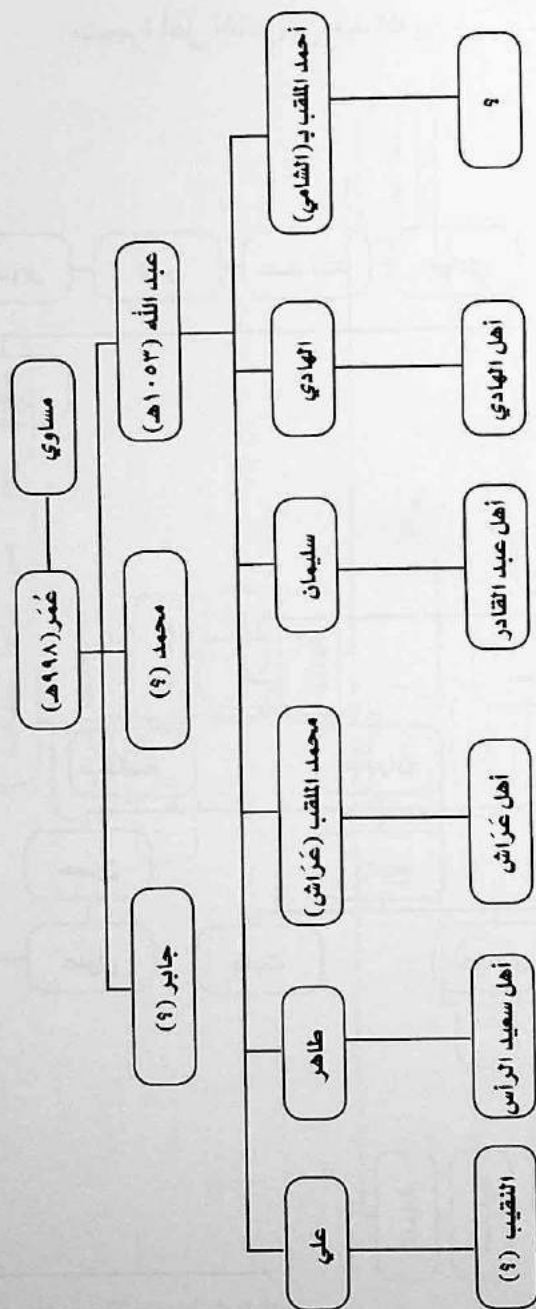 مساوي
عُمَر (٩٩٨هـ)
عبد الله (١٠٥٣هـ)
محمد (؟)
جابر (؟)
أحمد الملقب بـ(الشامي)
الهادي
سليمان
محمد الملقب (عَرَاش)
طاهر
علي
؟
أهل الهادي
أهل عبد القادر
أهل عَرَاش
أهل سعيد الرأس
النقيب (؟)